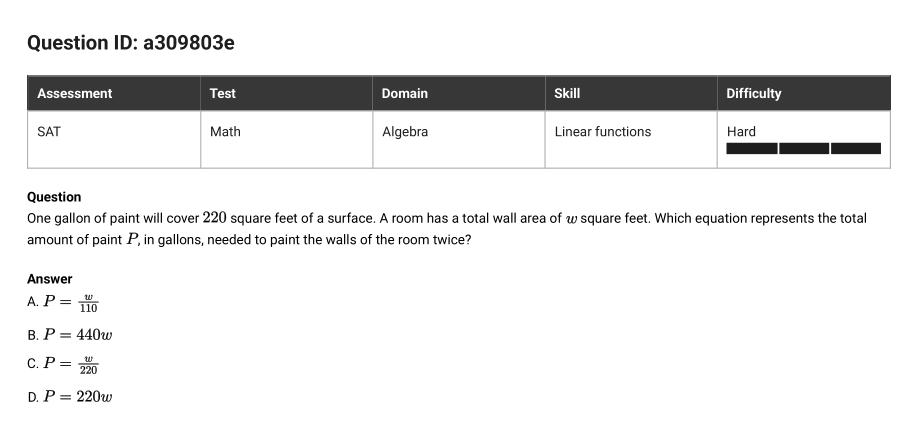 Question ID: a309803e
Assessment Test Domain Skill Difficulty
SAT Math Algebra Linear functions Hard
Question
One gallon of paint will cover 220 square feet of a surface. A room has a total wall area of w square feet. Which equation represents the total
amount of paint P, in gallons, needed to paint the walls of the room twice?
Answer
A. P = w/110
B. P = 440w
C. P = w/220
D. P = 220w